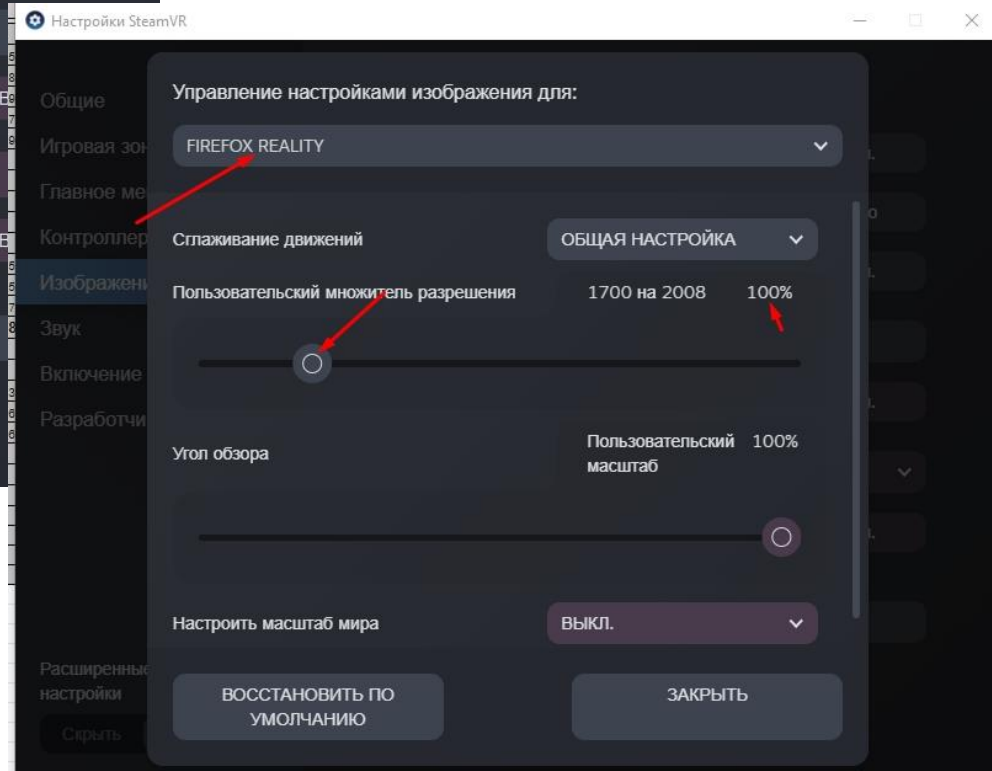 Настройки SteamVR
Управление настройками изображения для:
Общие
FIREFOX REALITY
Игровая зон
Главное ме
Контроллер
Сглаживание движений
ОБЩАЯ НАСТРОЙКА
Изображени
Пользовательский множитель разрешения
1700 на 2008
100%
Звук
Включение
Разработчи
Угол обзора
Пользовательский масштаб
100%
Настроить масштаб мира
ВЫКЛ.
Расширенные
настройки
Скрыть
ВОССТАНОВИТЬ ПО
УМОЛЧАНИЮ
ЗАКРЫТЬ